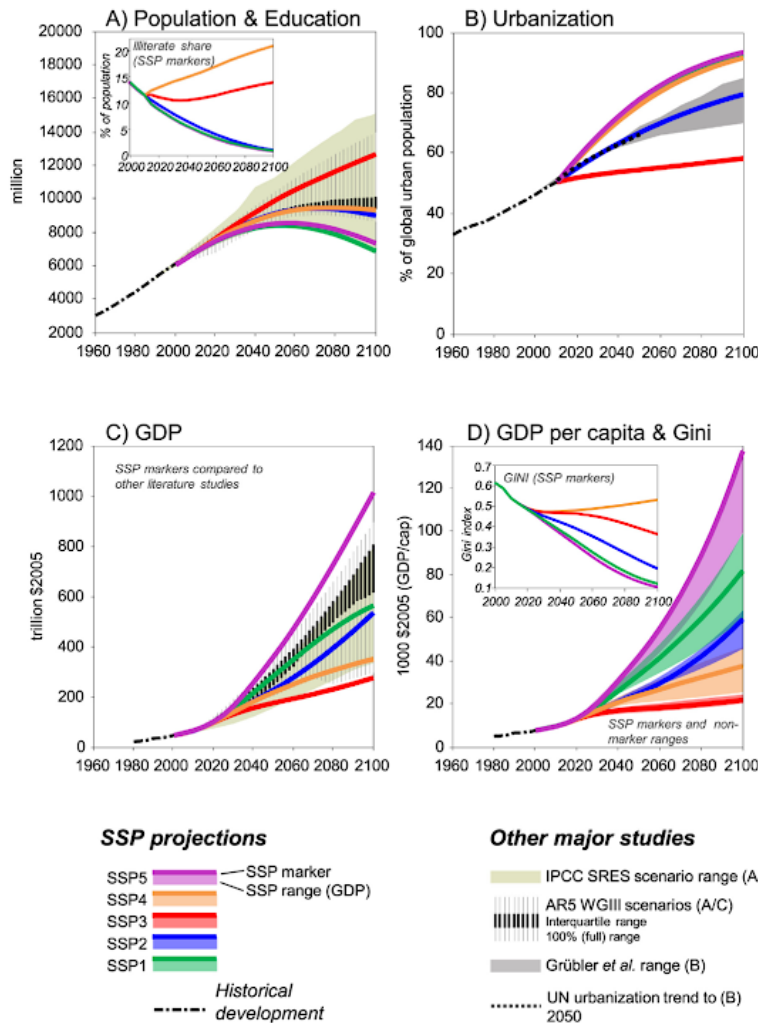 A) Population & Education
14000
12000
10000
8000
6000
4000
2000
million
1960 1980 2000 2020 2040 2060 2080 2100
Illiterate share
(SSP markers)
% of population
25
20
15
10
5
0
2000 2020 2040 2060 2080 2100
B) Urbanization
100
80
60
40
20
0
% of global urban population
1960 1980 2000 2020 2040 2060 2080 2100
C) GDP
SSP markers compared to
other literature studies
1200
1000
800
600
400
200
0
trillion $2005
1960 1980 2000 2020 2040 2060 2080 2100
D) GDP per capita & Gini
140
120
100
80
60
40
20
0
1000 $2005 (GDP/cap)
GINI (SSP markers)
Gini index
0.7
0.6
0.5
0.4
0.3
0.2
0.1
2000 2020 2040 2060 2080 2100
SSP markers and non-
marker ranges
1960 1980 2000 2020 2040 2060 2080 2100
SSP projections
SSP5
SSP4
SSP3
SSP2
SSP1
SSP marker
SSP range (GDP)
Historical
development
Other major studies
IPCC SRES scenario range (A
AR5 WGIII scenarios (A/C)
Interquartile range
100% (full) range
Grübler et al. range (B)
UN urbanization trend to (B)
2050